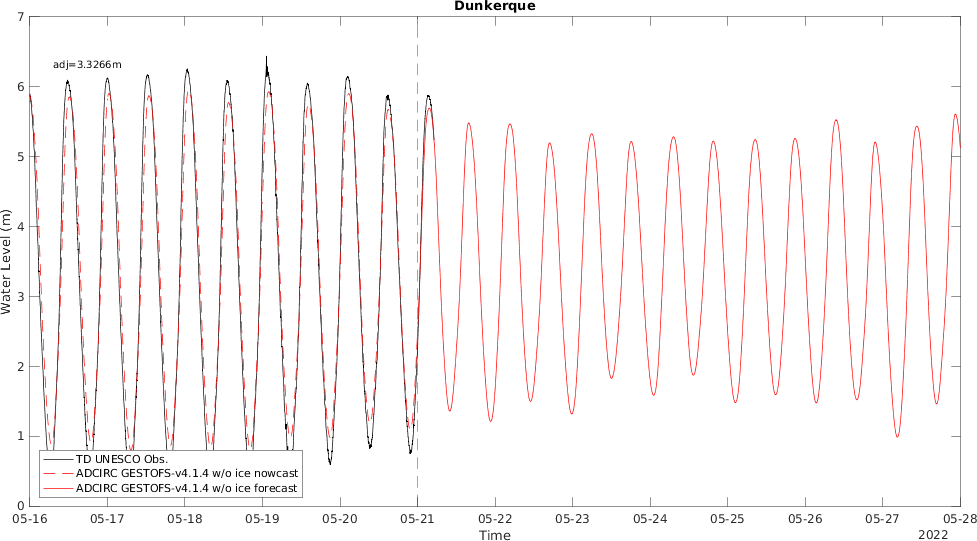 Dunkerque
adj=3.3266m
7
6
5
4
3
2
1
0
Water Level (m)
TD UNESCO Obs.
ADCIRC GESTOFS-v4.1.4 w/o ice nowcast
ADCIRC GESTOFS-v4.1.4 w/o ice forecast
05-16 05-17 05-18 05-19 05-20 05-21 05-22 05-23 05-24 05-25 05-26 05-27 05-28
Time
2022